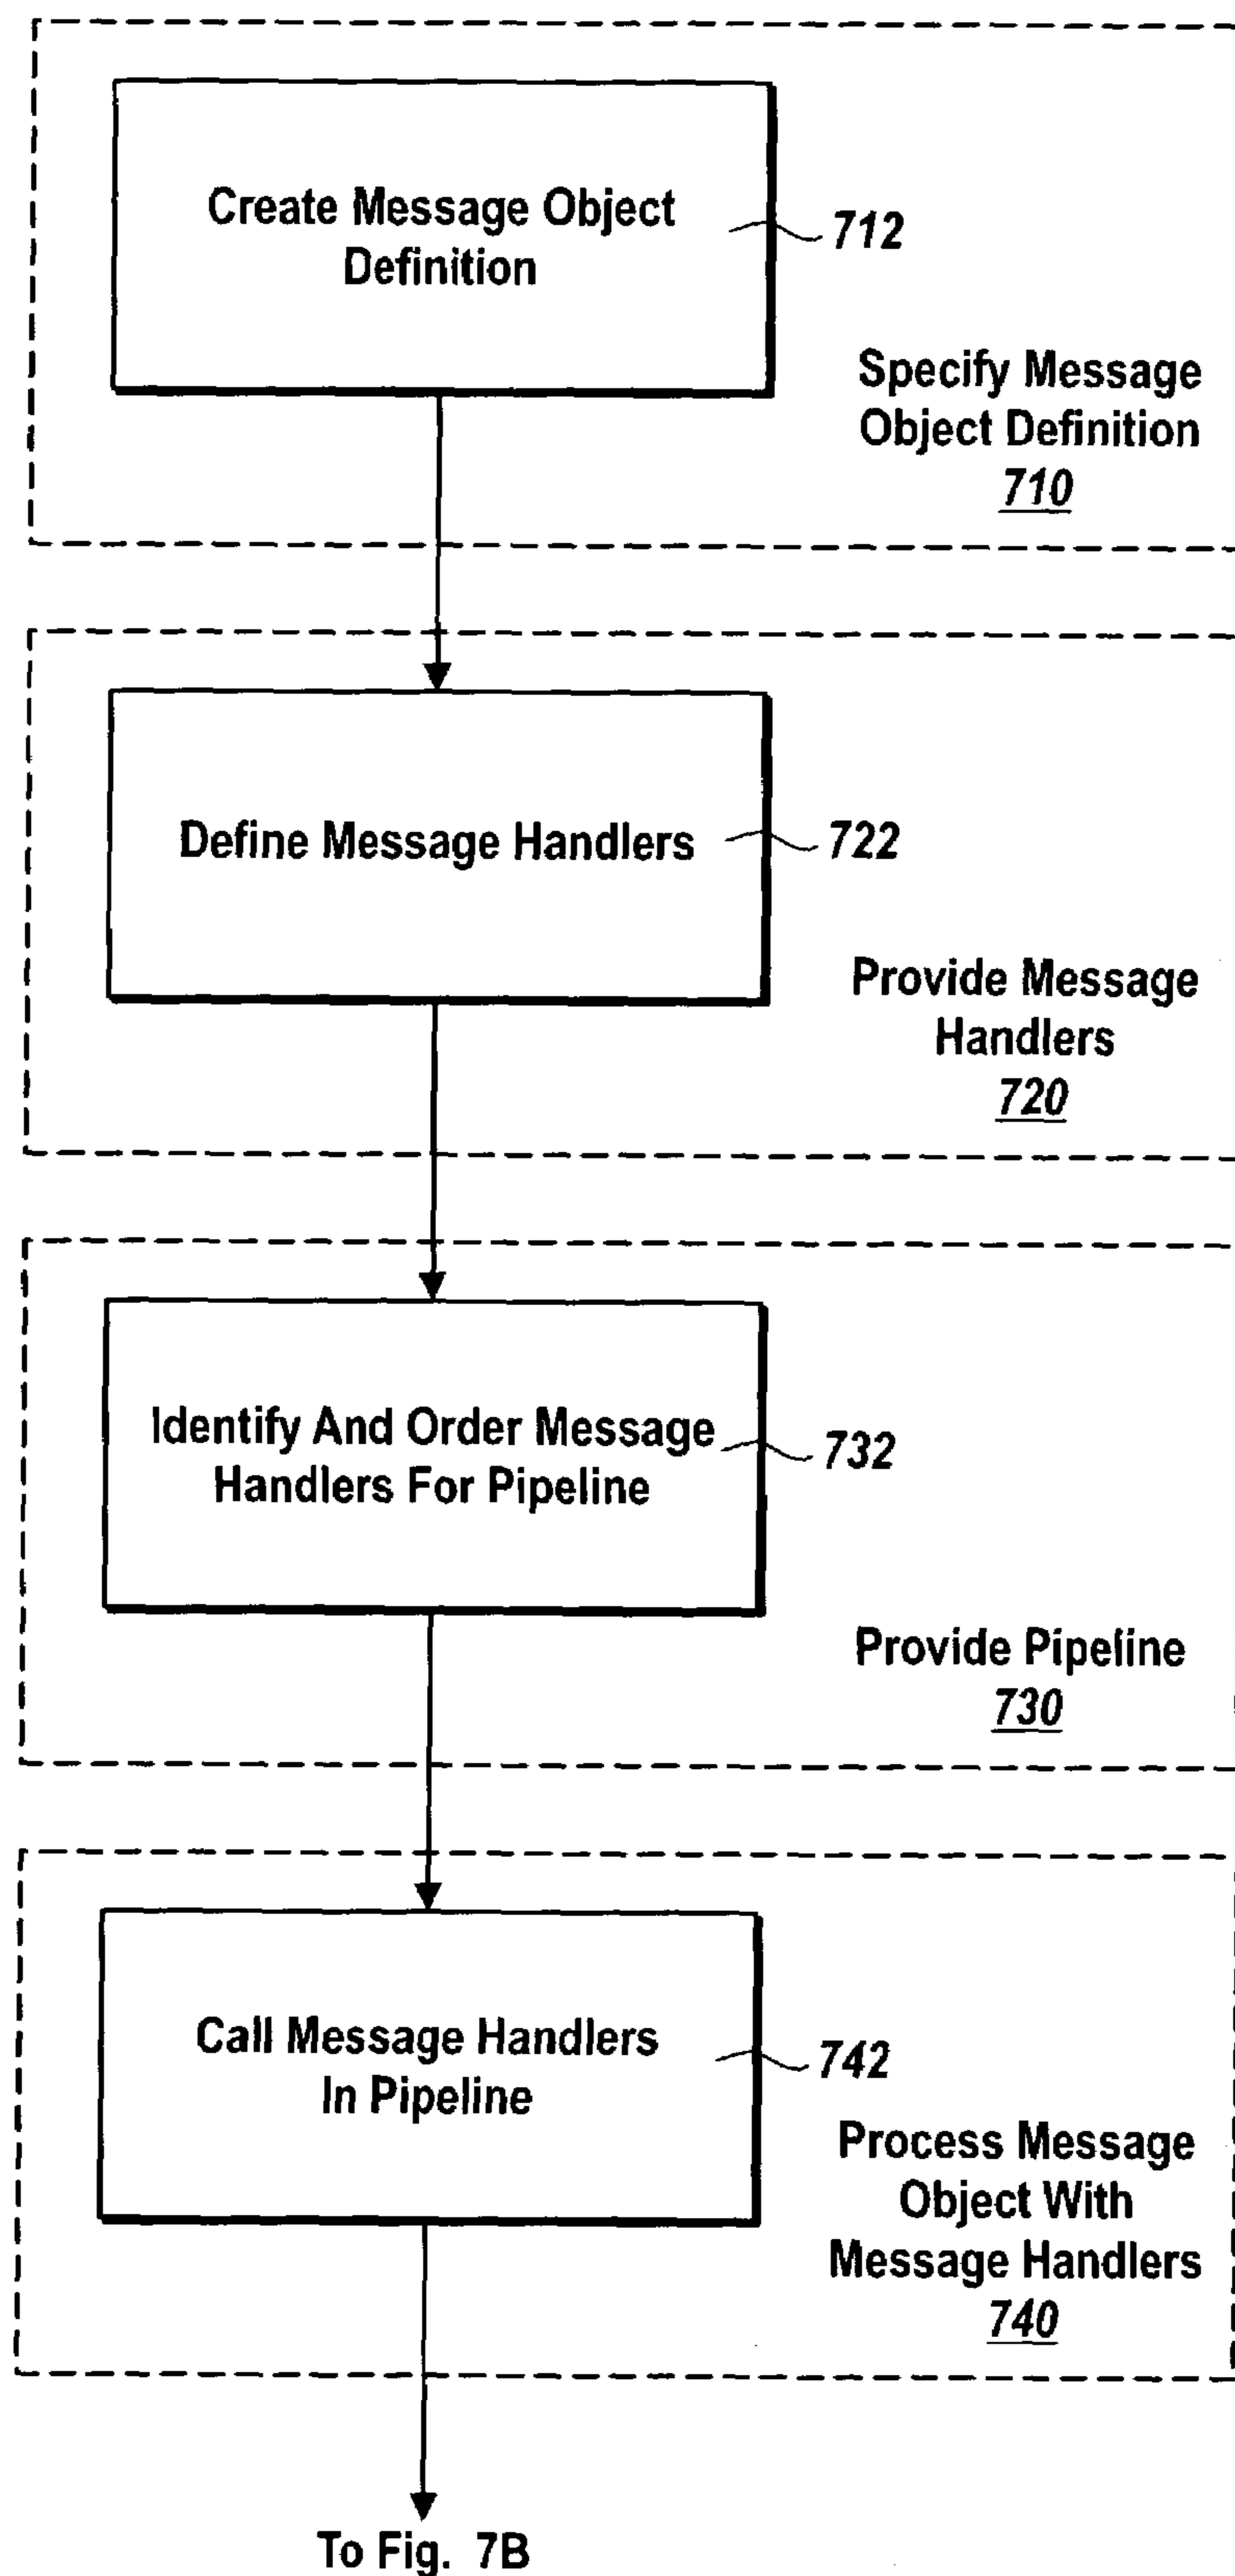 Create Message Object
Definition
712
Specify Message
Object Definition
710
Define Message Handlers
722
Provide Message
Handlers
720
Identify And Order Message
Handlers For Pipeline
732
Provide Pipeline
730
Call Message Handlers
In Pipeline
742
Process Message
Object With
Message Handlers
740
To Fig. 7B